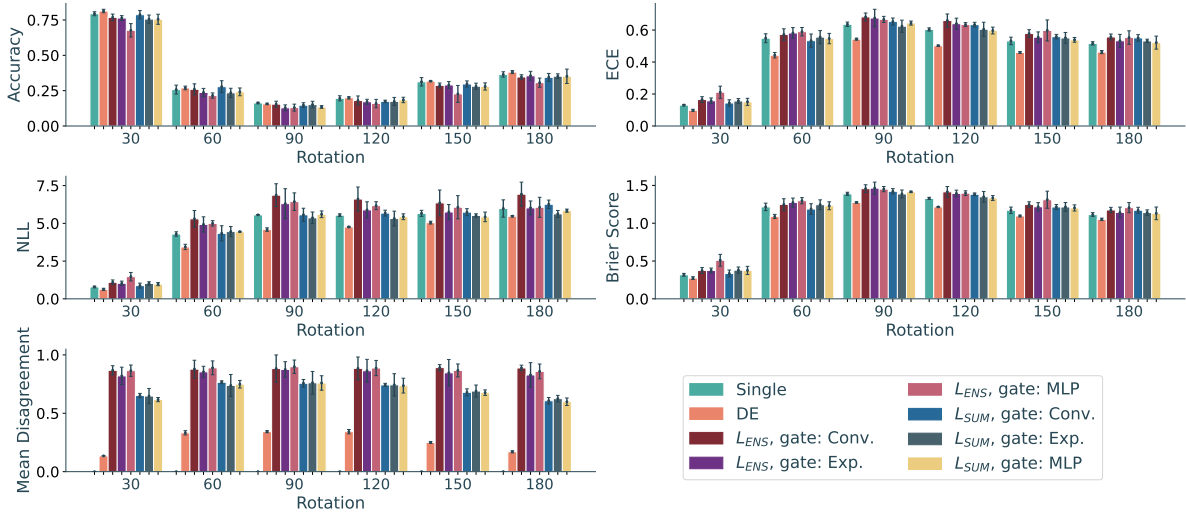 Accuracy
0.75
0.50
0.25
0.00
30 60 90 120 150 180
Rotation
ECE
0.6
0.4
0.2
0.0
30 60 90 120 150 180
Rotation
NLL
7.5
5.0
2.5
0.0
30 60 90 120 150 180
Rotation
Brier Score
1.5
1.0
0.5
0.0
30 60 90 120 150 180
Rotation
Mean Disagreement
1.0
0.5
0.0
30 60 90 120 150 180
Rotation
Single
DE
L_ENS, gate: Conv.
L_ENS, gate: Exp.
L_ENS, gate: MLP
L_SUM, gate: Conv.
L_SUM, gate: Exp.
L_SUM, gate: MLP